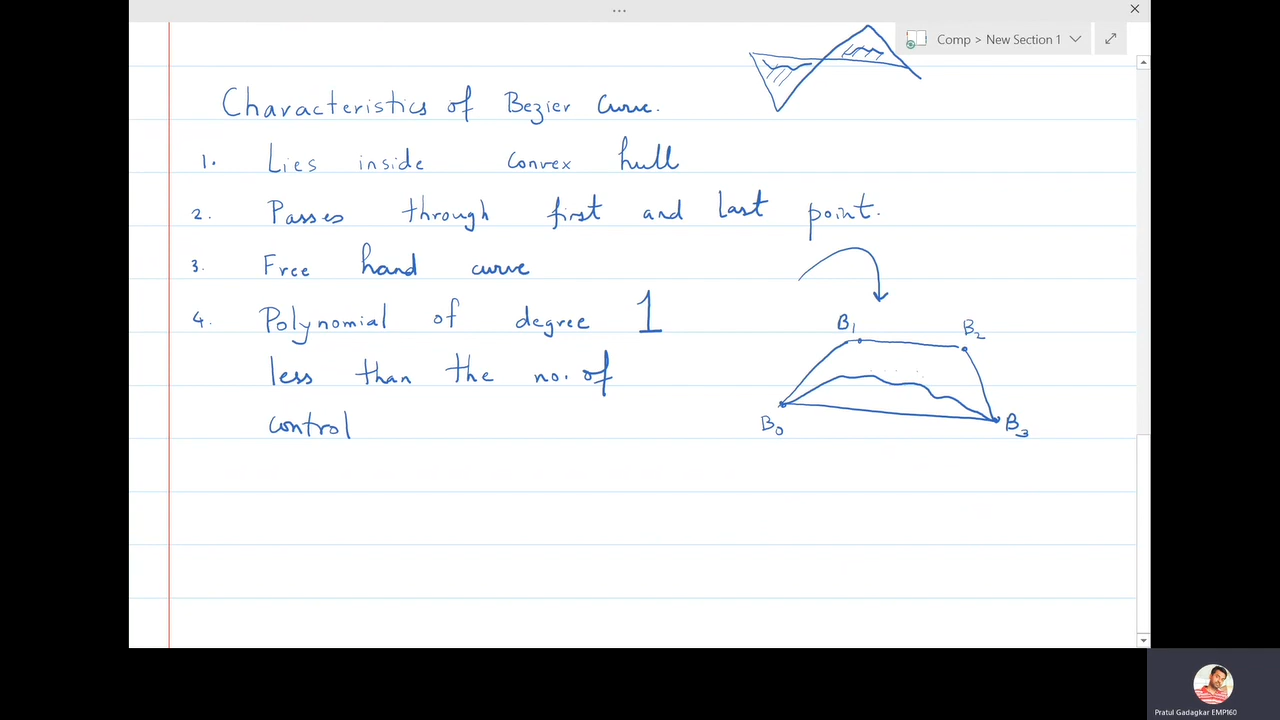 Comp > New Section 1
Characteristics of Bezier Curve.
1. Lies inside convex hull
2. Passes through first and last point.
3. Free hand curve
4. Polynomial of degree 1
less than the no. of
control
B1
B2
B0
B3
Pratul Gadagkar EMP160